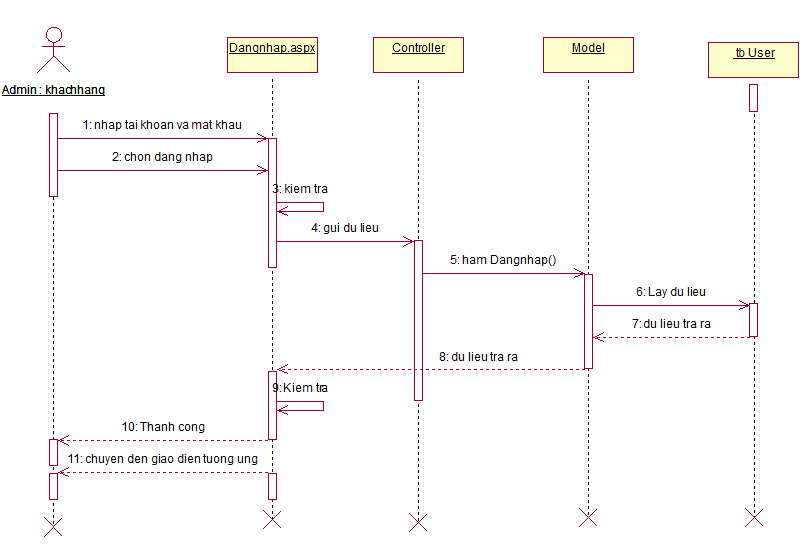 Dangnhap.aspx
Controller
Model
tb User
Admin : khachhang
1: nhap tai khoan va mat khau
2: chon dang nhap
3: kiem tra
4: gui du lieu
5: ham Dangnhap()
6: Lay du lieu
7: du lieu tra ra
8: du lieu tra ra
9: Kiem tra
10: Thanh cong
11: chuyen den giao dien tuong ung